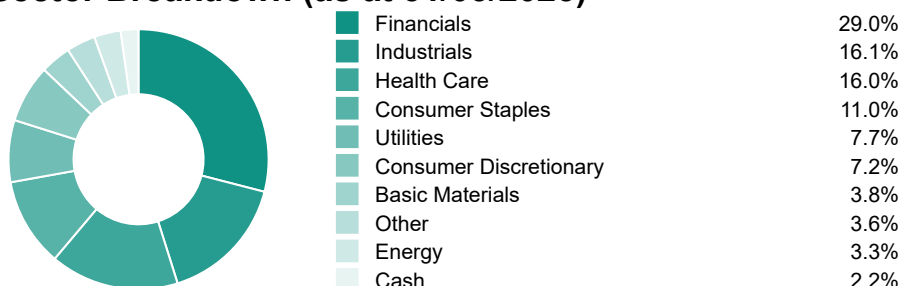 Financials 29.0%
Industrials 16.1%
Health Care 16.0%
Consumer Staples 11.0%
Utilities 7.7%
Consumer Discretionary 7.2%
Basic Materials 3.8%
Other 3.6%
Energy 3.3%
Cash 2.2%